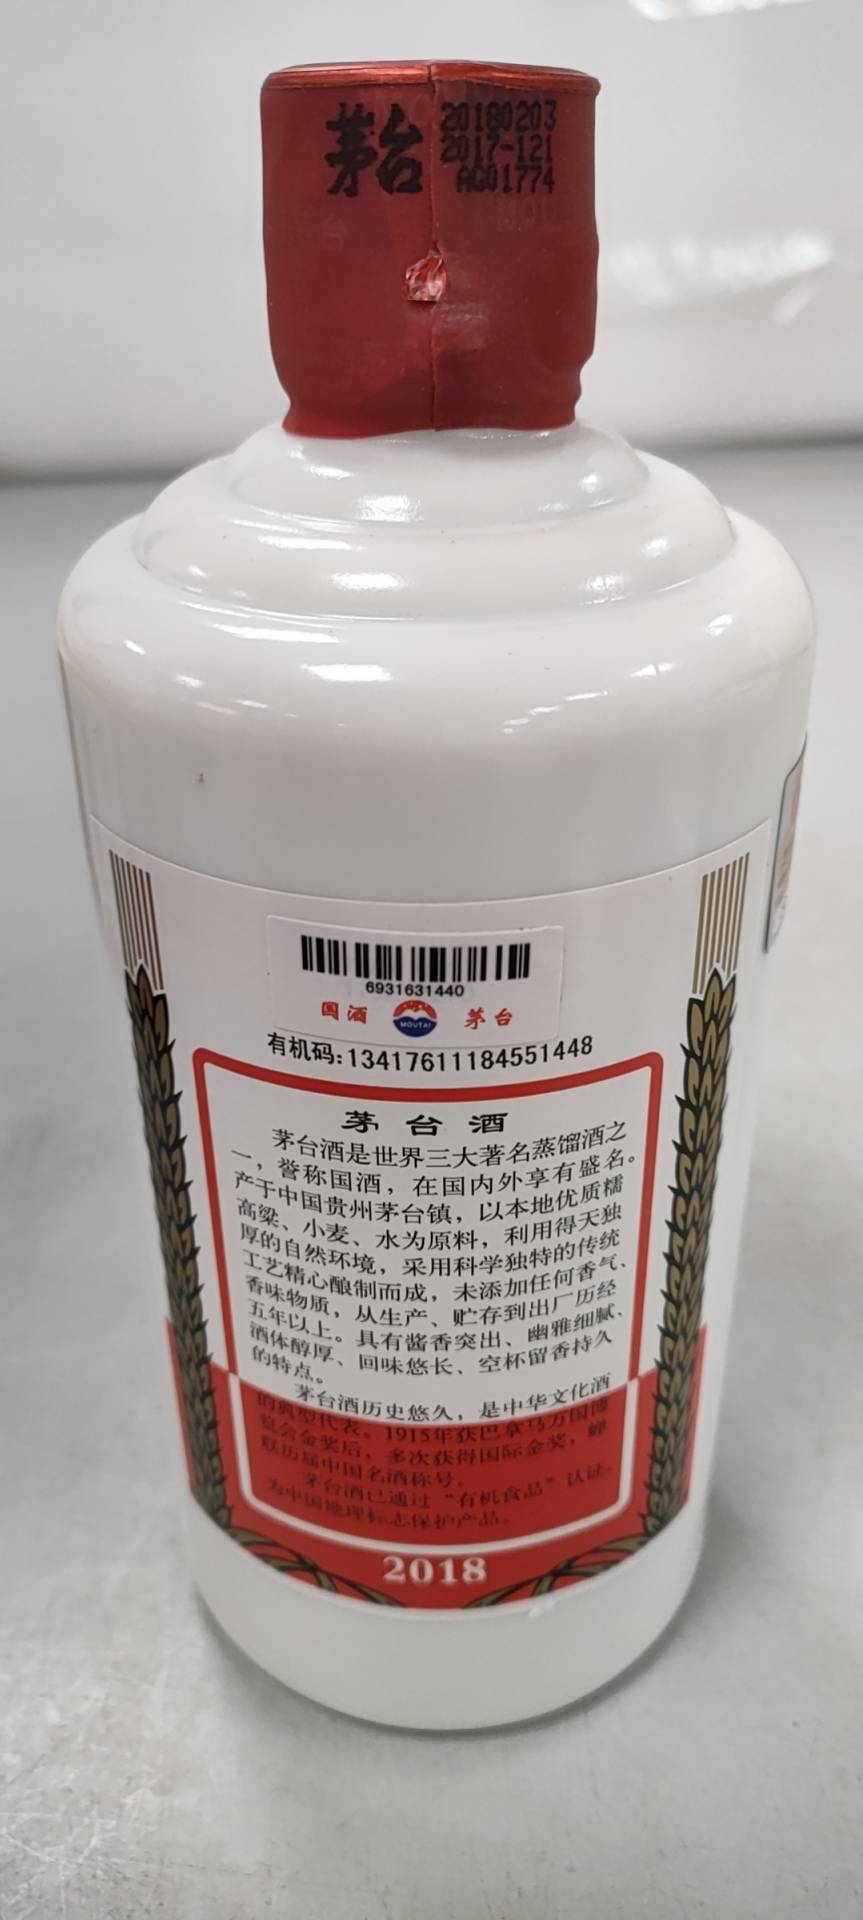 茅台
20180203
2017-121
AG01774
6931631440
国酒 MOUTAI 茅台
有机码:134176111184551448
茅台酒
茅台酒是世界三大著名蒸馏酒之
一，誉称国酒，在国内外享有盛名。
产于中国贵州茅台镇，以本地优质糯
高粱、小麦、水为原料，利用得天独
厚的自然环境，采用科学独特的传统
工艺精心酿制而成，未添加任何香气、
香味物质，从生产、贮存到出厂历经
五年以上。具有酱香突出、幽雅细腻、
酒体醇厚、回味悠长、空杯留香持久
的特点。
茅台酒历史悠久，是中华文化酒
的典型代表。1915年获巴拿马万国博
览会金奖后，多次获得国际金奖，蝉
联历届中国名酒称号。
茅台酒已通过“有机食品”认证，
为中国地理标志保护产品。
2018